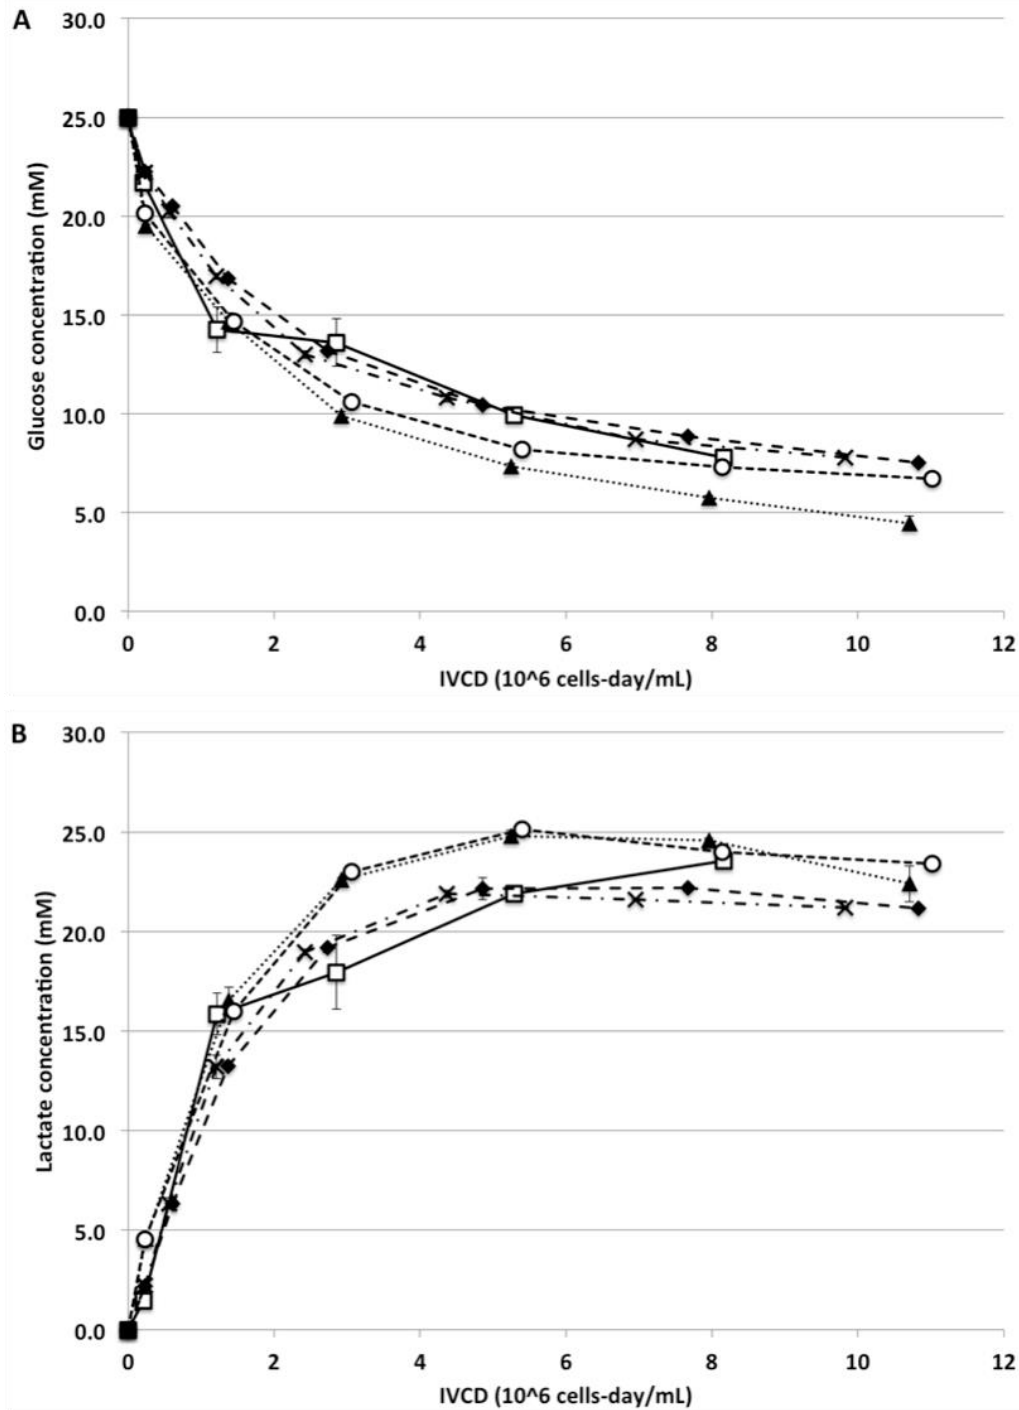 A
30.0
25.0
20.0
15.0
10.0
5.0
0.0
Glucose concentration (mM)
0 2 4 6 8 10 12
IVCD (10^6 cells-day/mL)
B
30.0
25.0
20.0
15.0
10.0
5.0
0.0
Lactate concentration (mM)
0 2 4 6 8 10 12
IVCD (10^6 cells-day/mL)